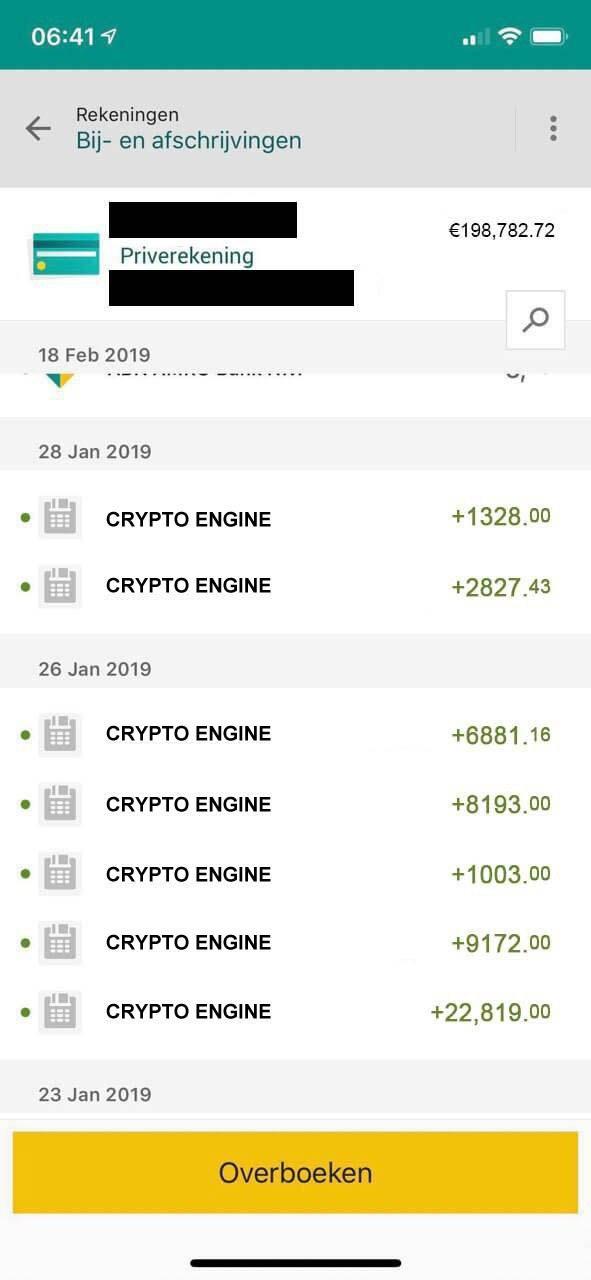 06:41
Rekeningen
Bij- en afschrijvingen
€198,782.72
Priverekening
18 Feb 2019
28 Jan 2019
CRYPTO ENGINE +1328.00
CRYPTO ENGINE +2827.43
26 Jan 2019
CRYPTO ENGINE +6881.16
CRYPTO ENGINE +8193.00
CRYPTO ENGINE +1003.00
CRYPTO ENGINE +9172.00
CRYPTO ENGINE +22,819.00
23 Jan 2019
Overboeken